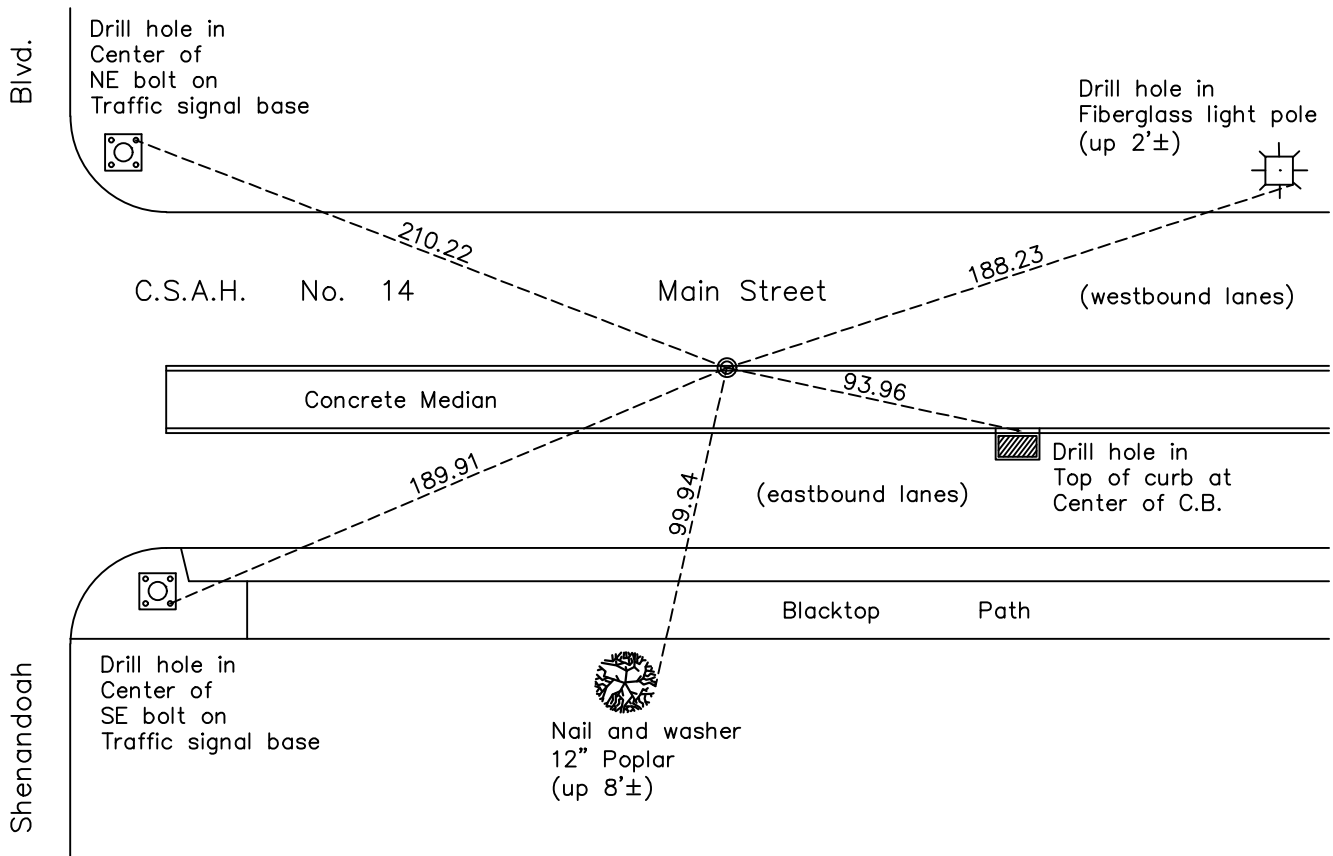 Blvd.
Drill hole in
Center of
NE bolt on
Traffic signal base
Drill hole in
Fiberglass light pole
(up 2'±)
210.22
188.23
C.S.A.H. No. 14
Main Street
(westbound lanes)
Concrete Median
93.96
189.91
99.94
(eastbound lanes)
Drill hole in
Top of curb at
Center of C.B.
Blacktop Path
Shenandoah
Drill hole in
Center of
SE bolt on
Traffic signal base
Nail and washer
12" Poplar
(up 8'±)